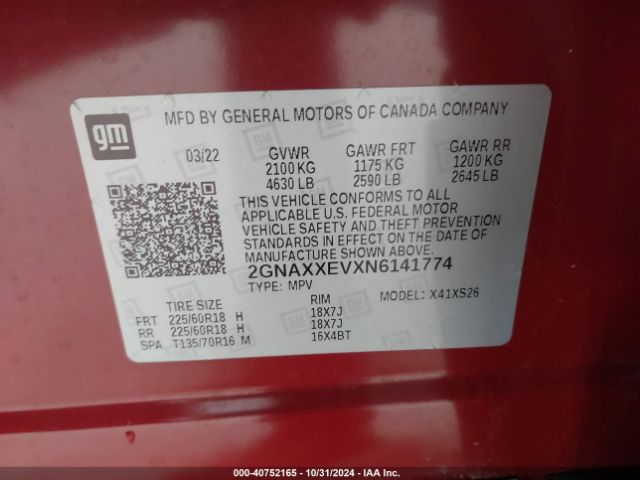 gm
MFD BY GENERAL MOTORS OF CANADA COMPANY
03/22 GVWR GAWR FRT GAWR RR
2100 KG 1175 KG 1200 KG
4630 LB 2590 LB 2645 LB
THIS VEHICLE CONFORMS TO ALL
APPLICABLE U.S. FEDERAL MOTOR
VEHICLE SAFETY AND THEFT PREVENTION
STANDARDS IN EFFECT ON THE DATE OF
MANUFACTURE SHOWN ABOVE.
2GNAXXEVXN6141774
TYPE: MPV MODEL: X41XS26
TIRE SIZE RIM
FRT 225/60R18 H 18X7J
RR 225/60R18 H 18X7J
SPA T135/70R16 M 16X4BT
000-40752165 - 10/31/2024 - IAA Inc.